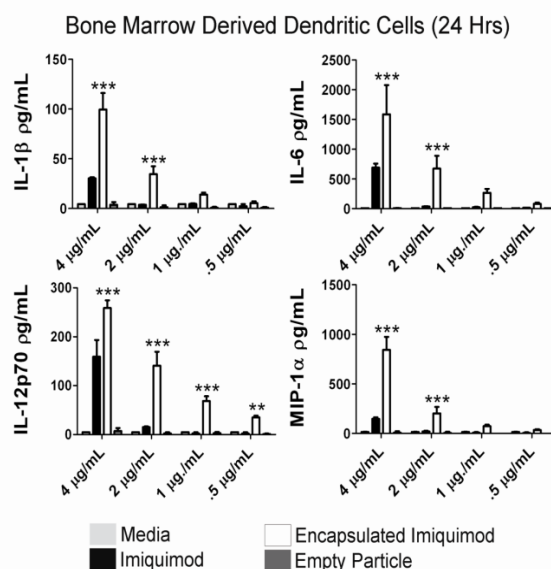 Bone Marrow Derived Dendritic Cells (24 Hrs)
IL-1β ρg/mL
150
100
50
0
***
***
4 µg/mL
2 µg/mL
1 µg./mL
.5 µg/mL
IL-6 ρg/mL
2500
2000
1500
1000
500
0
***
***
4 µg/mL
2 µg/mL
1 µg/mL
.5 µg/mL
IL-12p70 ρg/mL
300
200
100
0
***
***
***
**
4 µg/mL
2 µg/mL
1 µg/mL
.5 µg/mL
MIP-1α ρg/mL
1500
1000
500
0
***
***
4 µg/mL
2 µg/mL
1 µg/mL
.5 µg/mL
Media
Encapsulated Imiquimod
Imiquimod
Empty Particle